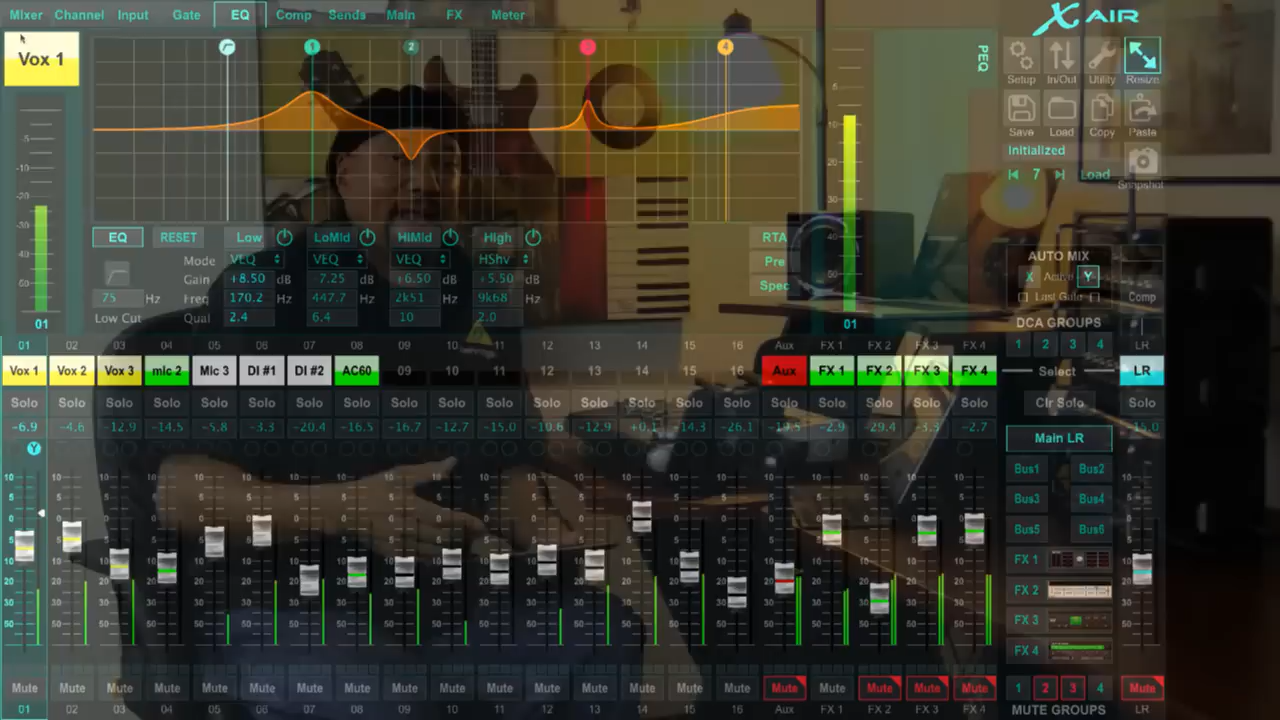 Mixer Channel Input Gate EQ Comp Sends Main FX Meter
X AIR
Vox 1
1 2 4
PEQ
Setup In/Out Utility Resize
Save Load Copy Paste
Initialized
7 Load
Snapshot
EQ RESET Low LoMid HiMid High
Mode VEQ VEQ VEQ HShv
Gain +8.50 dB 7.25 dB +6.50 dB +5.50 dB
75 Hz Freq 170.2 Hz 447.7 Hz 2k51 Hz 9k68 Hz
Low Cut Qual 2.4 6.4 10 2.0
RTA
Pre
Spec
01 01
AUTO MIX
X Active Y
Last Gate Comp
DCA GROUPS
1 2 3 4
01 02 03 04 05 06 07 08 09 10 11 12 13 14 15 16 Aux FX 1 FX 2 FX 3 FX 4 LR
Vox 1 Vox 2 Vox 3 mic 2 Mic 3 DI #1 DI #2 AC60 09 10 11 12 13 14 15 16 Aux FX 1 FX 2 FX 3 FX 4 Select LR
Solo Solo Solo Solo Solo Solo Solo Solo Solo Solo Solo Solo Solo Solo Solo Solo Solo Solo Solo Solo Solo Clr Solo Solo
-6.9 -4.6 -12.9 -14.5 -5.8 -3.3 -20.4 -16.5 -16.7 -12.7 -15.0 -10.6 -12.9 +0.1 -14.3 -26.1 -19.5 -2.9 -29.4 -3.3 -2.7 -15.0
Y
Main LR
Bus1 Bus2
Bus3 Bus4
Bus5 Bus6
FX 1
FX 2
FX 3
FX 4
Mute Mute Mute Mute Mute Mute Mute Mute Mute Mute Mute Mute Mute Mute Mute Mute Mute Mute Mute Mute Mute 1 2 3 4 Mute
01 02 03 04 05 06 07 08 09 10 11 12 13 14 15 16 Aux FX 1 FX 2 FX 3 FX 4 MUTE GROUPS LR